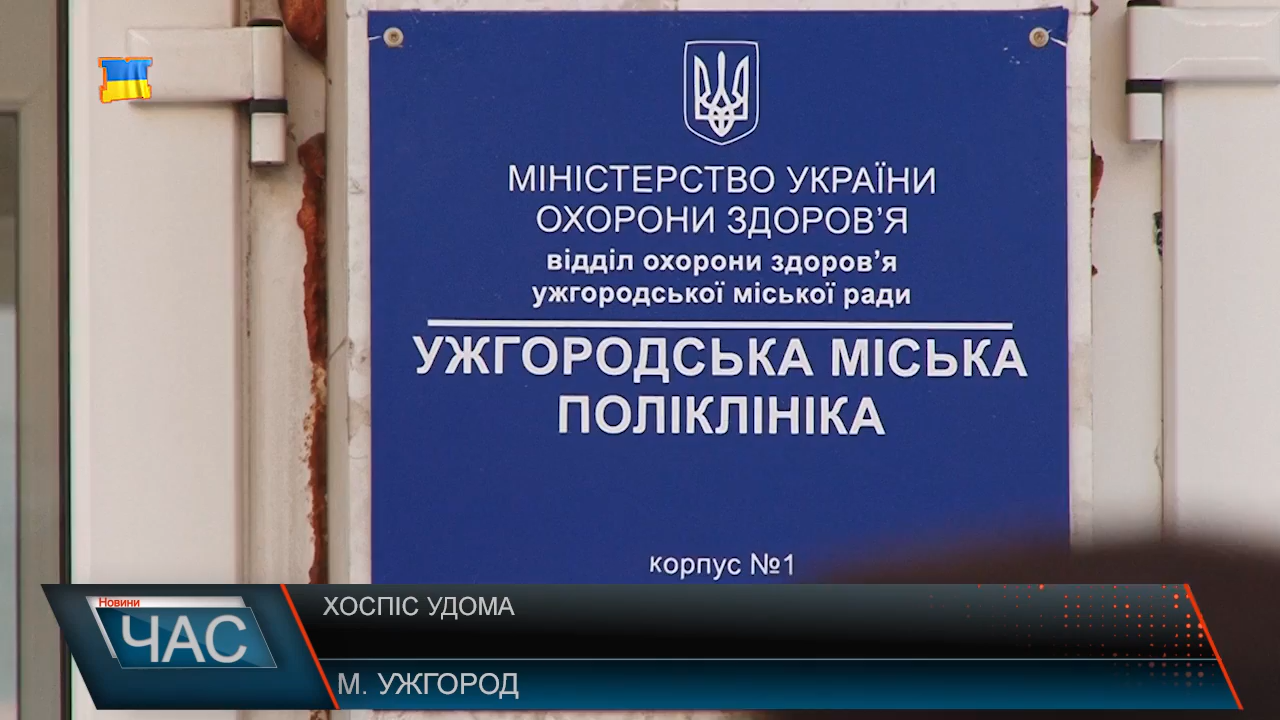 МІНІСТЕРСТВО УКРАЇНИ
ОХОРОНИ ЗДОРОВ'Я
відділ охорони здоров'я
ужгородської міської ради
УЖГОРОДСЬКА МІСЬКА
ПОЛІКЛІНІКА
корпус №1
Новини
ЧАС
ХОСПІС УДОМА
М. УЖГОРОД